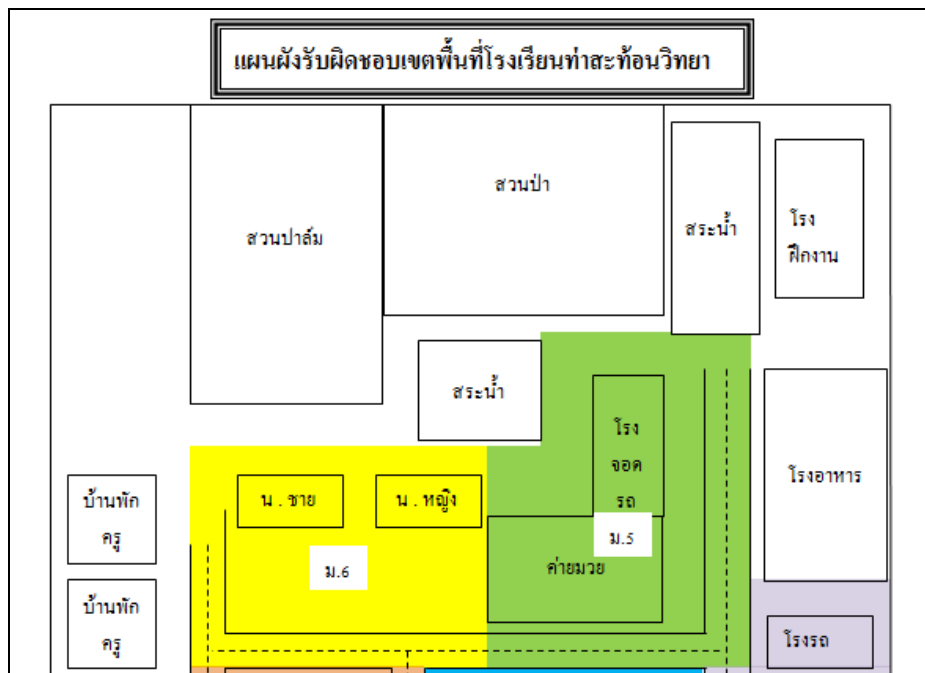 แผนผังรับผิดชอบเขตพื้นที่โรงเรียนท่าสะท้อนวิทยา
สวนป่า
สวนปาล์ม
สระน้ำ
โรง
ฝึกงาน
สระน้ำ
โรง
จอด
รถ
โรงอาหาร
บ้านพัก
ครู
น . ชาย
น . หญิง
ม.5
ม.6
ค่ายมวย
บ้านพัก
ครู
โรงรถ